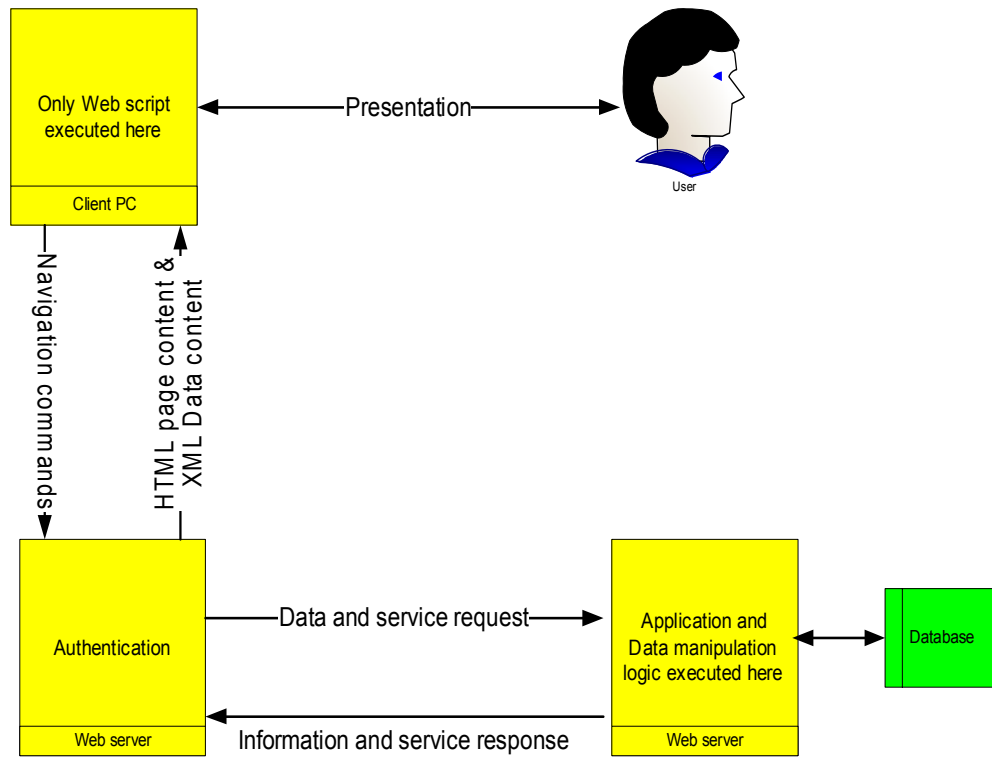 Only Web script
executed here
Client PC
Presentation
User
Navigation commands
HTML page content &
XML Data content
Authentication
Web server
Data and service request
Information and service response
Application and
Data manipulation
logic executed here
Web server
Database